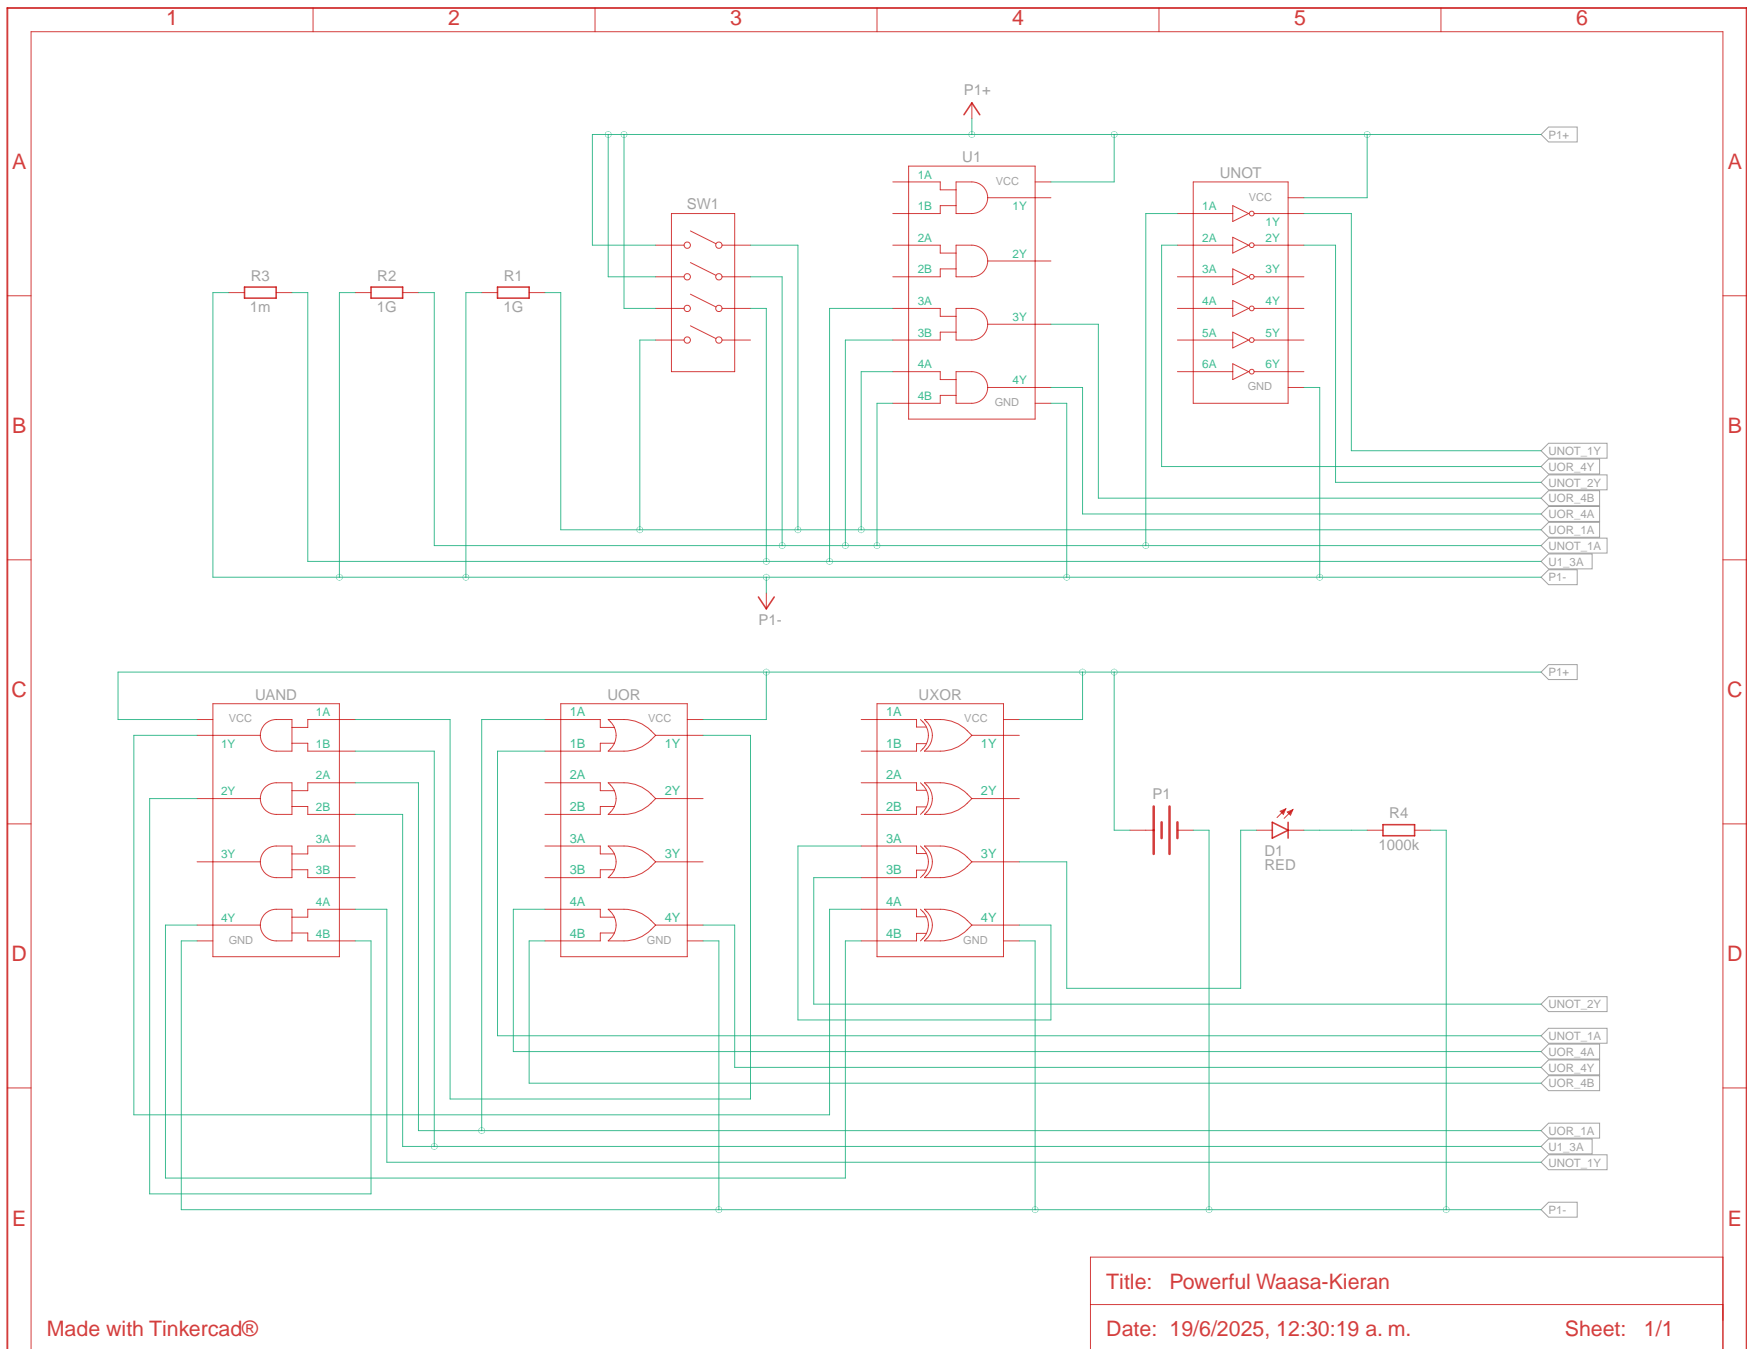 1 2 3 4 5 6
P1+
P1+
A A
U1
UNOT
SW1
1A VCC
1B 1Y
2A 2Y
2B
3A 3Y
3B
4A 4Y
4B GND
VCC
1A 1Y
2A 2Y
3A 3Y
4A 4Y
5A 5Y
6A 6Y
GND
R3 R2 R1
1m 1G 1G
B B
UNOT_1Y
UOR_4Y
UNOT_2Y
UOR_4B
UOR_4A
UOR_1A
UNOT_1A
U1_3A
P1-
P1-
P1+
C C
UAND UOR UXOR
VCC 1A
1Y 1B
2Y 2A
2B
3Y 3A
3B
4Y 4A
GND 4B
1A VCC
1B 1Y
2A 2Y
2B
3A 3Y
3B
4A 4Y
4B GND
1A VCC
1B 1Y
2A 2Y
2B
3A 3Y
3B
4A 4Y
4B GND
P1
D1
RED
R4
1000k
D D
UNOT_2Y
UNOT_1A
UOR_4A
UOR_4Y
UOR_4B
UOR_1A
U1_3A
UNOT_1Y
P1-
E E
Title: Powerful Waasa-Kieran
Made with Tinkercad®
Date: 19/6/2025, 12:30:19 a. m. Sheet: 1/1